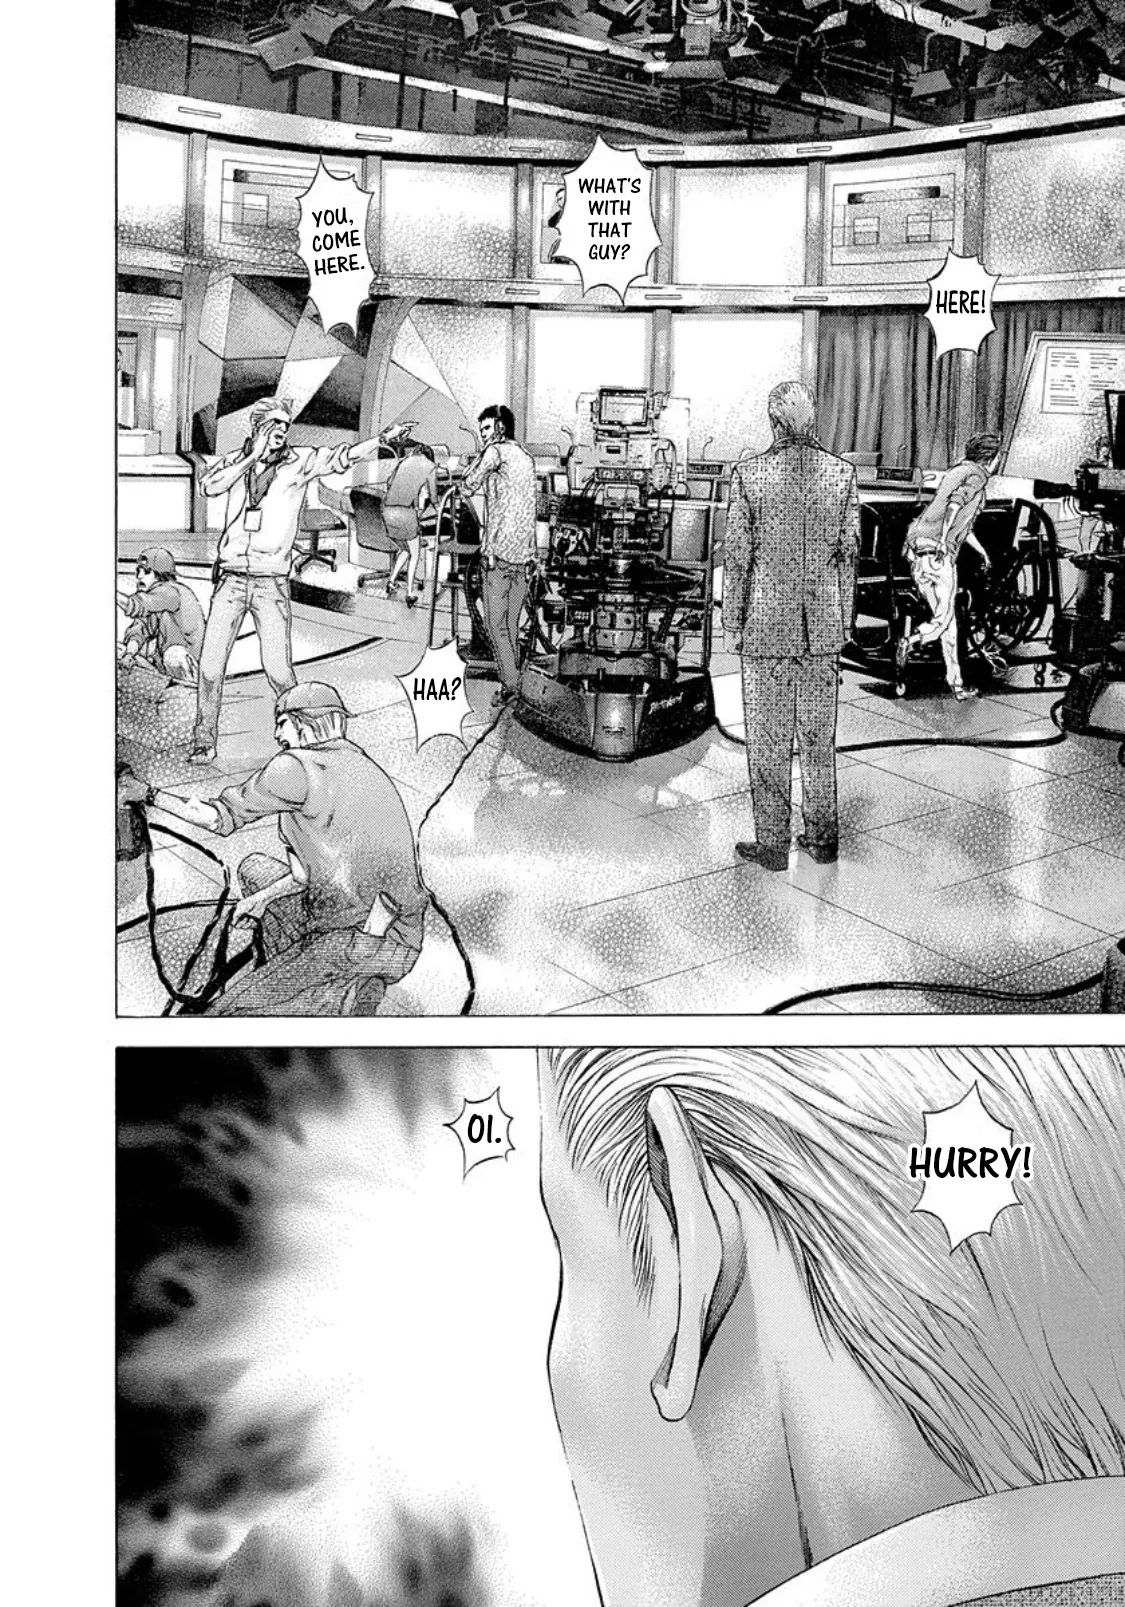 HERE!
WHAT'S
WITH
THAT
GUY?
YOU,
COME
HERE.
HAA?
HURRY!
OI.